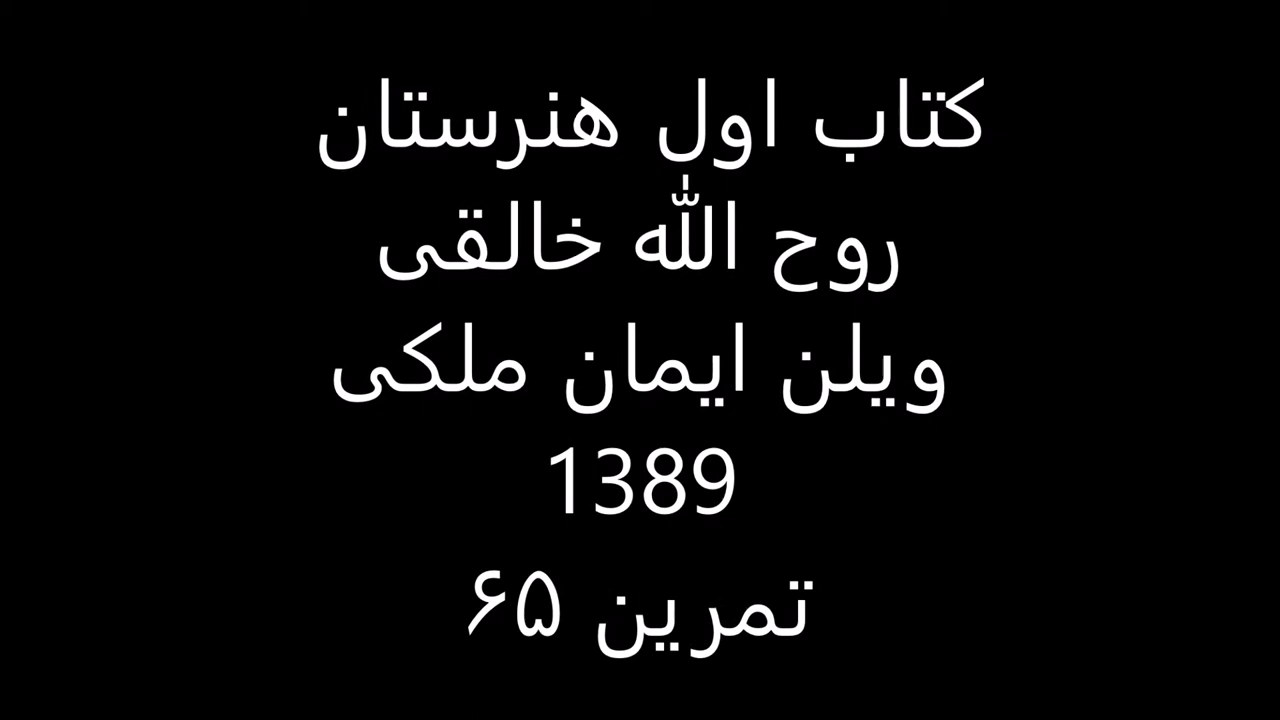 کتاب اول هنرستان
روح الله خالقی
ویلن ایمان ملکی
1389
تمرین ۶۵